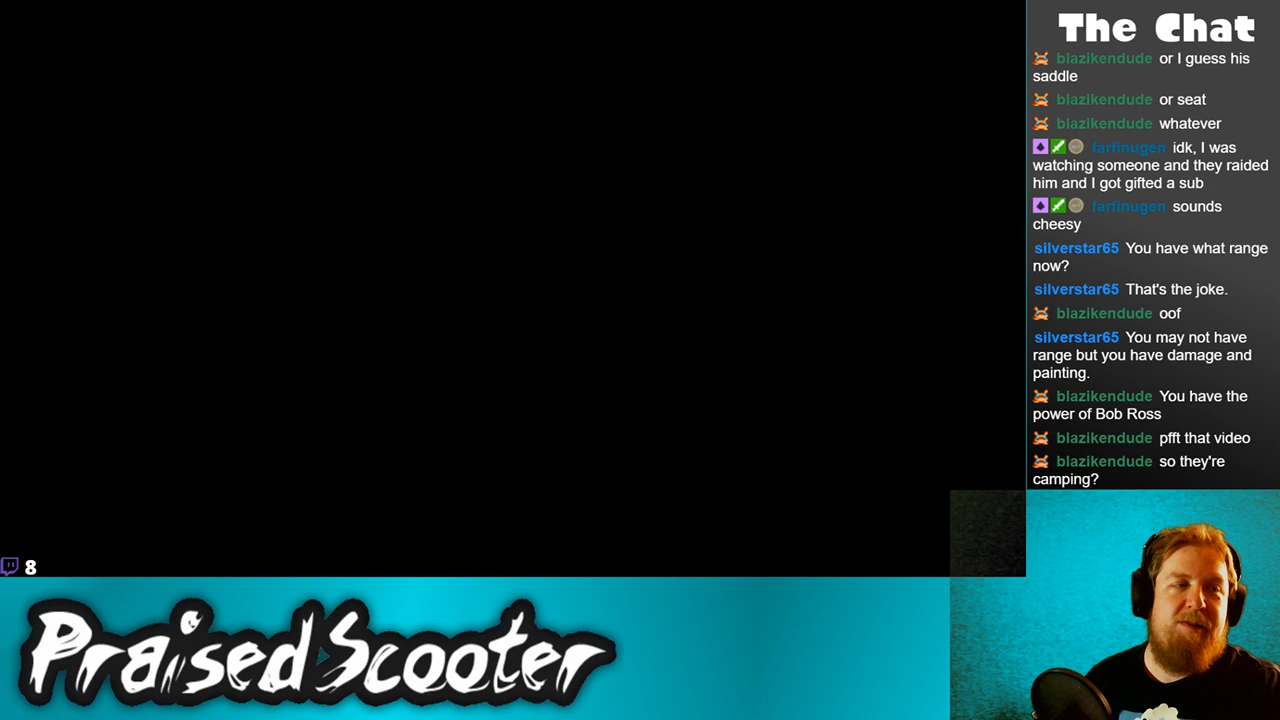 The Chat
blazikendude or I guess his
saddle
blazikendude or seat
blazikendude whatever
farfinugen idk, I was
watching someone and they raided
him and I got gifted a sub
farfinugen sounds
cheesy
silverstar65 You have what range
now?
silverstar65 That's the joke.
blazikendude oof
silverstar65 You may not have
range but you have damage and
painting.
blazikendude You have the
power of Bob Ross
blazikendude pfft that video
blazikendude so they're
camping?
8
PraisedScooter